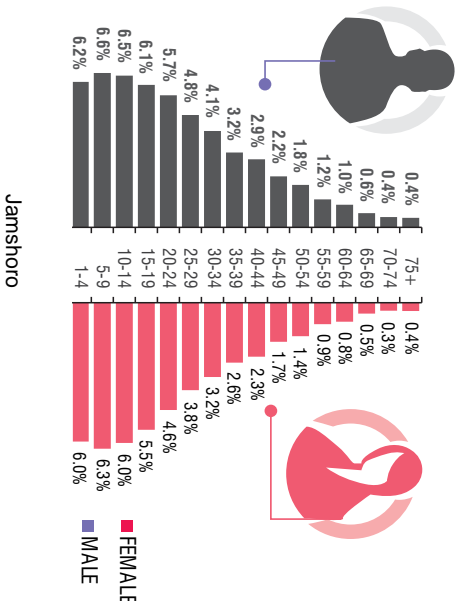 0.4% 75+ 0.4%
0.4% 70-74 0.3%
0.6% 65-69 0.5%
1.0% 60-64 0.8%
1.2% 55-59 0.9%
1.8% 50-54 1.4%
2.2% 45-49 1.7%
2.9% 40-44 2.3%
3.2% 35-39 2.6%
4.1% 30-34 3.2%
4.8% 25-29 3.8%
5.7% 20-24 4.6%
6.1% 15-19 5.5%
6.5% 10-14 6.0%
6.6% 5-9 6.3%
6.2% 1-4 6.0%
FEMALE
MALE
Jamshoro